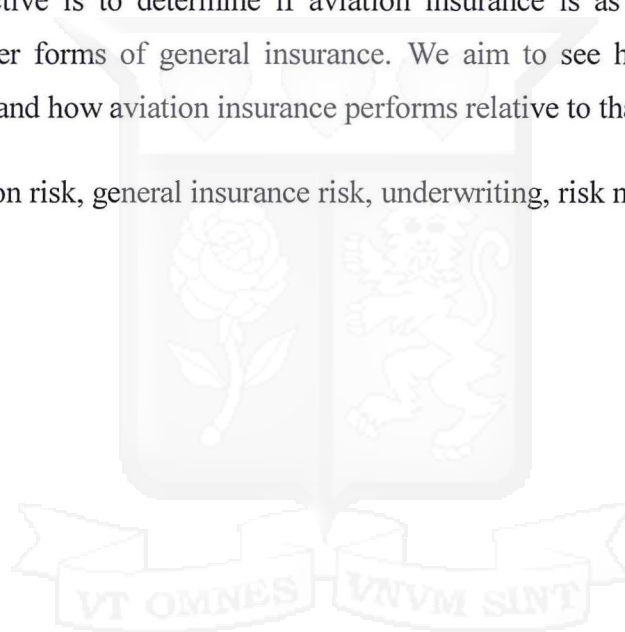 ctive is to determine if aviation insurance is as
er forms of general insurance. We aim to see h
and how aviation insurance performs relative to tha
on risk, general insurance risk, underwriting, risk m
VT OMNES VNVM SINT